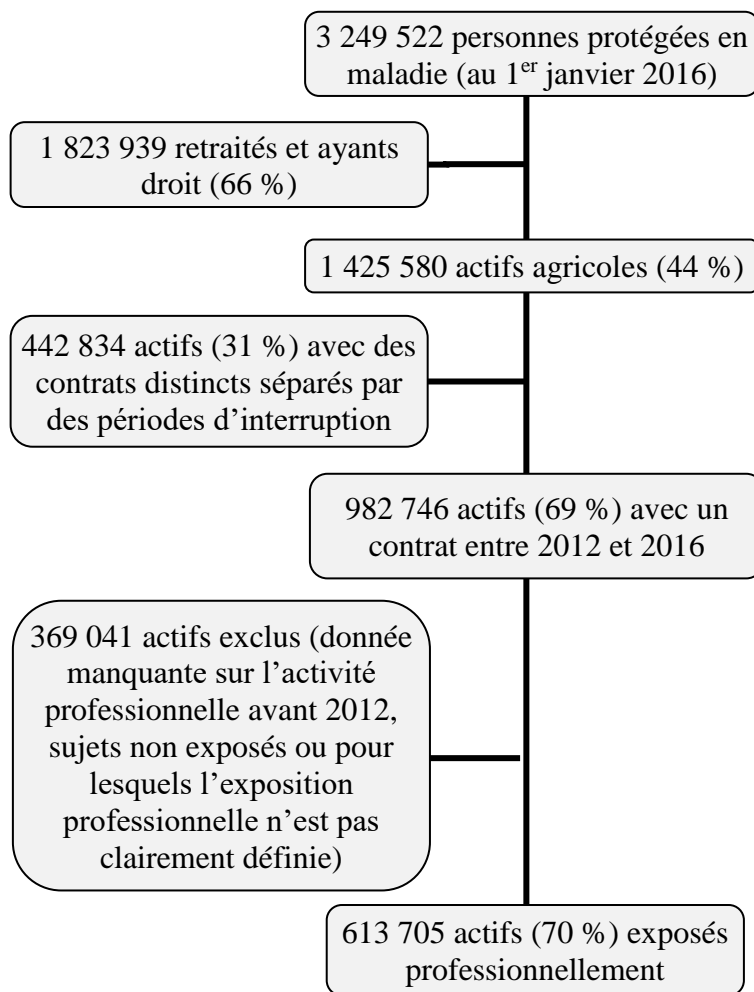 3 249 522 personnes protégées en
maladie (au 1er janvier 2016)
1 823 939 retraités et ayants
droit (66 %)
1 425 580 actifs agricoles (44 %)
442 834 actifs (31 %) avec des
contrats distincts séparés par
des périodes d’interruption
982 746 actifs (69 %) avec un
contrat entre 2012 et 2016
369 041 actifs exclus (donnée
manquante sur l’activité
professionnelle avant 2012,
sujets non exposés ou pour
lesquels l’exposition
professionnelle n’est pas
clairement définie)
613 705 actifs (70 %) exposés
professionnellement